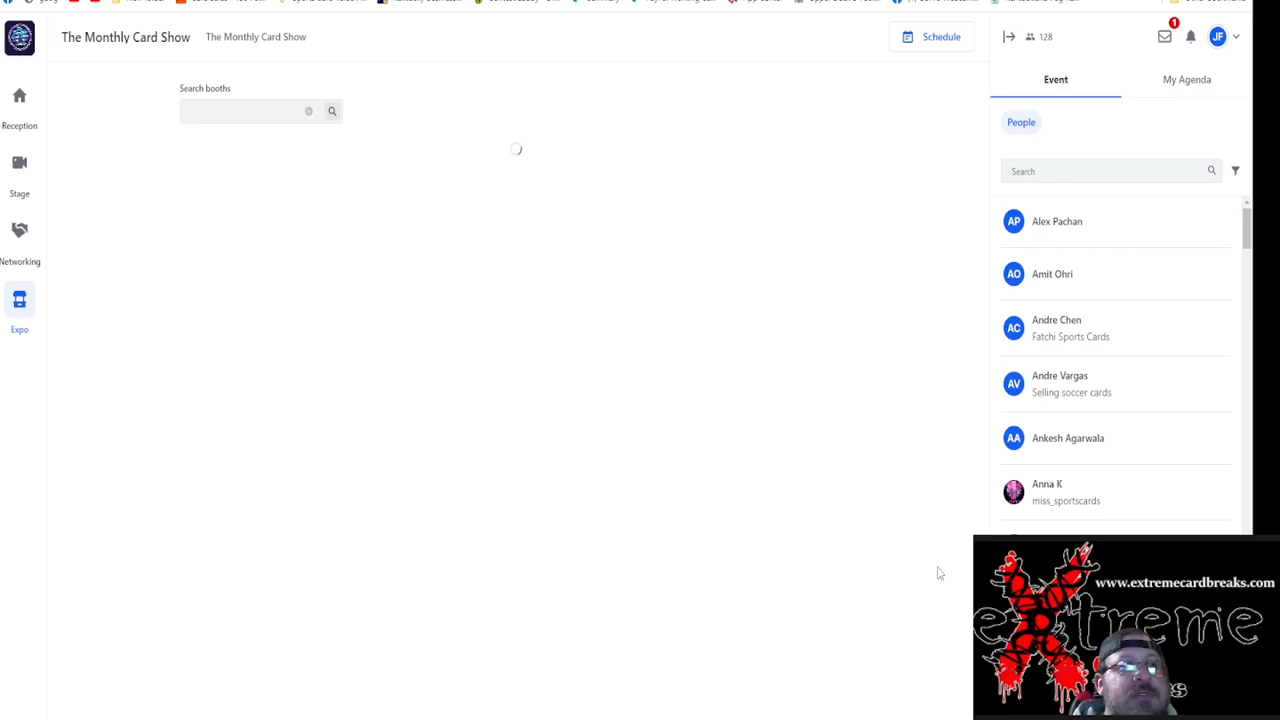 The Monthly Card Show
The Monthly Card Show
Schedule
128
1
JF
Event
My Agenda
People
Search
Search booths
Reception
Stage
Networking
Expo
AP
Alex Pachan
AO
Amit Ohri
AC
Andre Chen
Fatchi Sports Cards
AV
Andre Vargas
Selling soccer cards
AA
Ankesh Agarwala
Anna K
miss_sportscards
www.extremecardbreaks.com